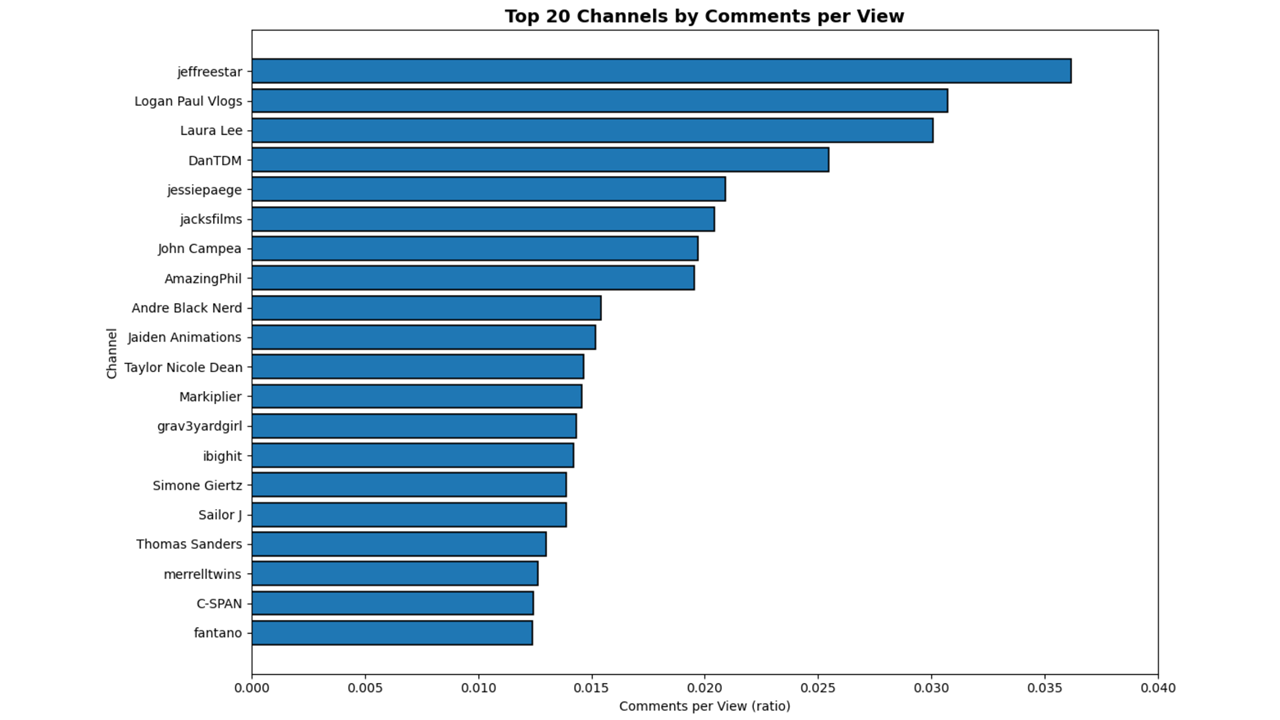 Top 20 Channels by Comments per View
jeffreestar
Logan Paul Vlogs
Laura Lee
DanTDM
jessiepaege
jacksfilms
John Campea
AmazingPhil
Andre Black Nerd
Jaiden Animations
Taylor Nicole Dean
Markiplier
grav3yardgirl
ibighit
Simone Giertz
Sailor J
Thomas Sanders
merrelltwins
C-SPAN
fantano
Channel
0.000 0.005 0.010 0.015 0.020 0.025 0.030 0.035 0.040
Comments per View (ratio)